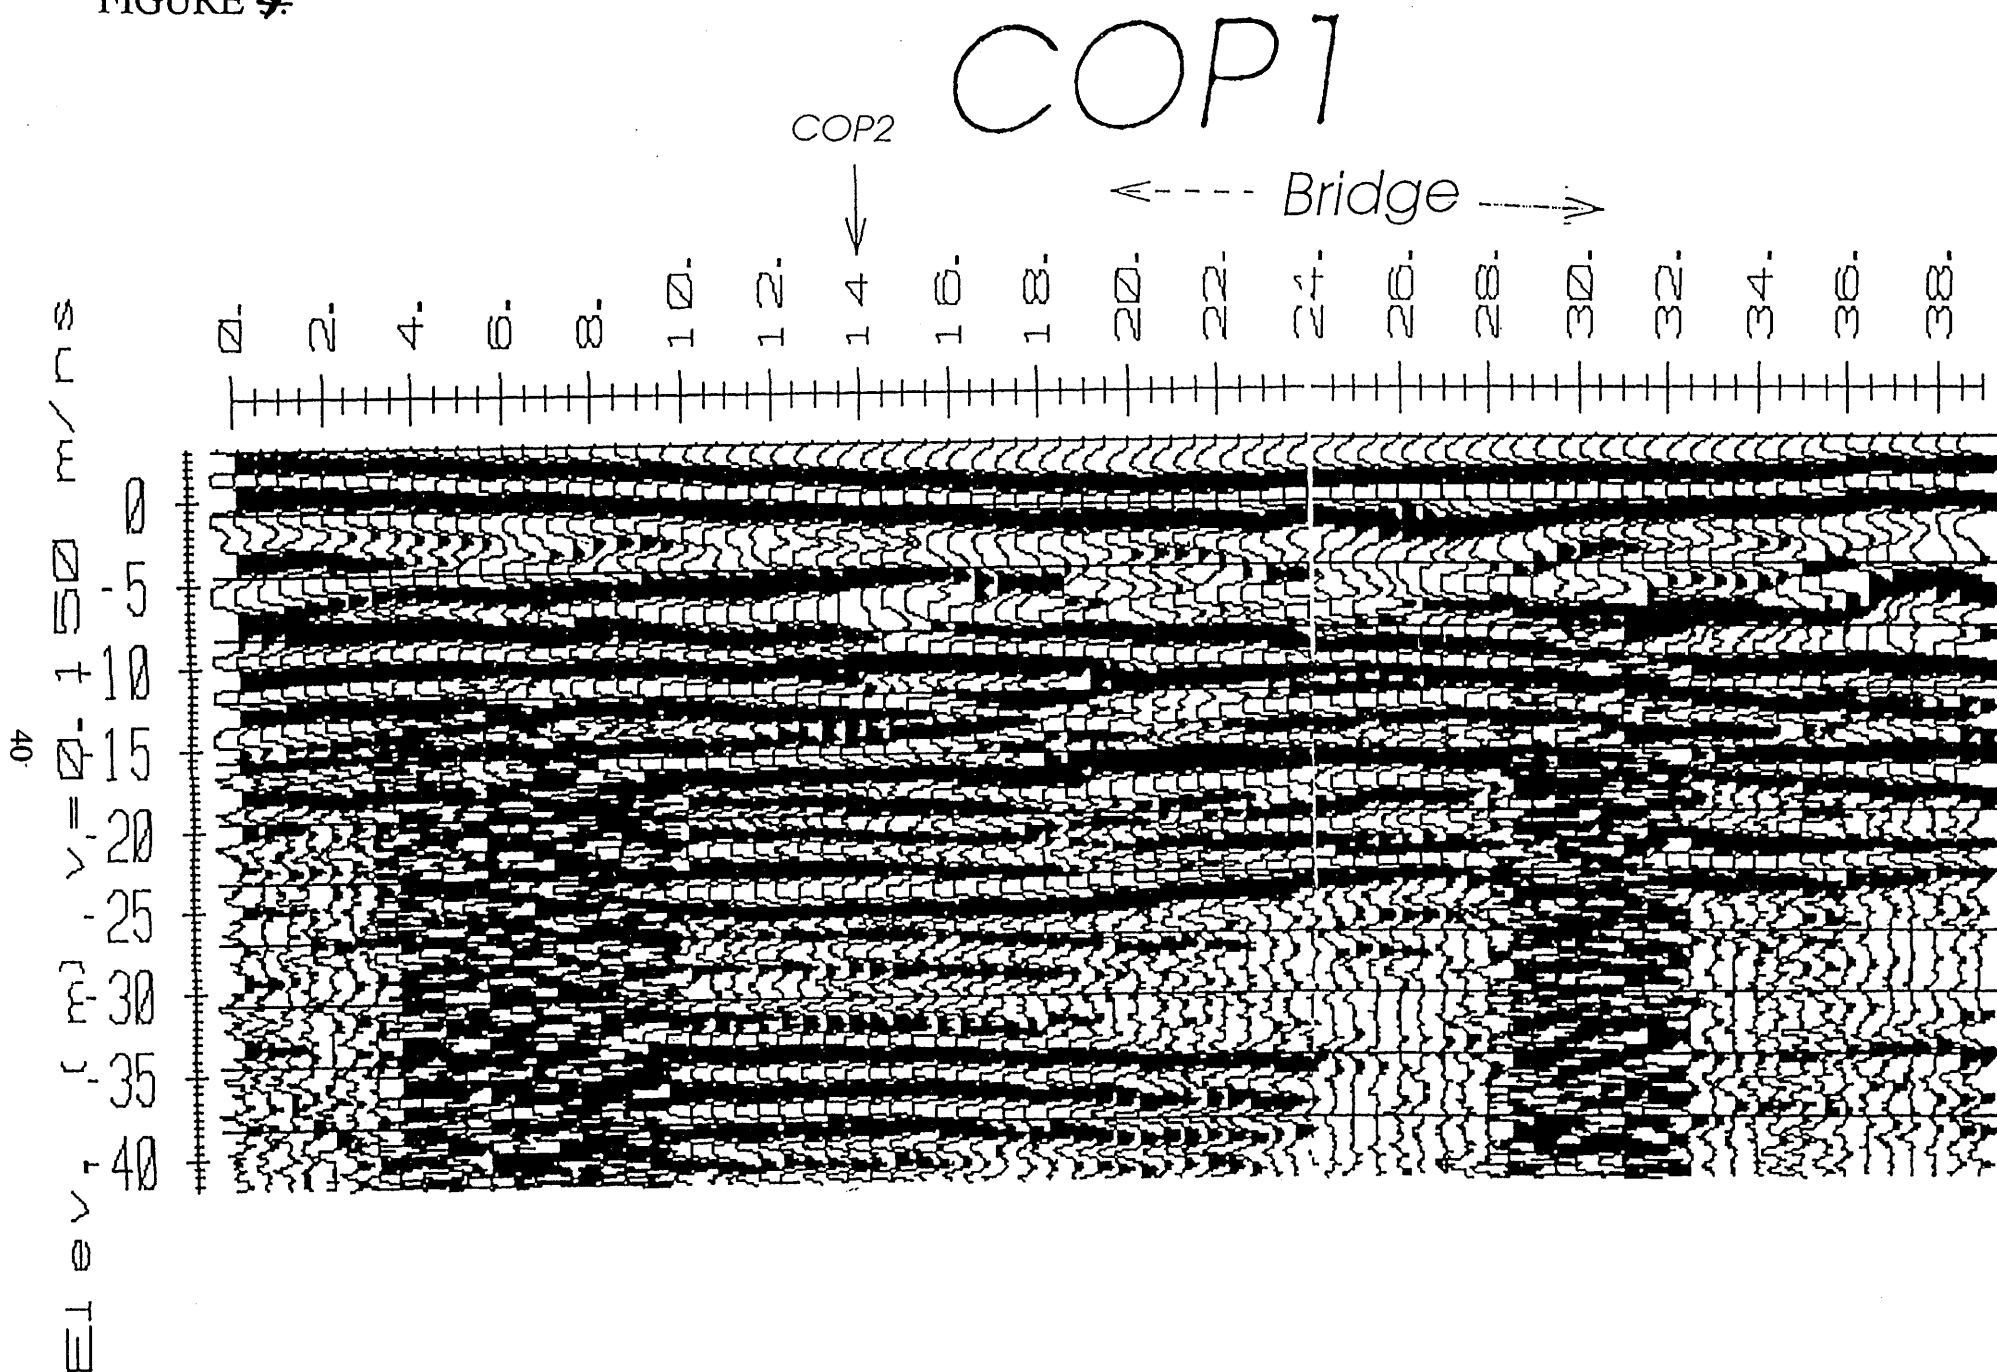 FIGURE
COP1
COP2
<---- Bridge ---->
0. 2. 4. 6. 8. 10. 12. 14. 16. 18. 20. 22. 24. 26. 28. 30. 32. 34. 36. 38.
0
-5
10
15
20
25
30
35
40
Elev. (m) v=0.150 m/ns
40